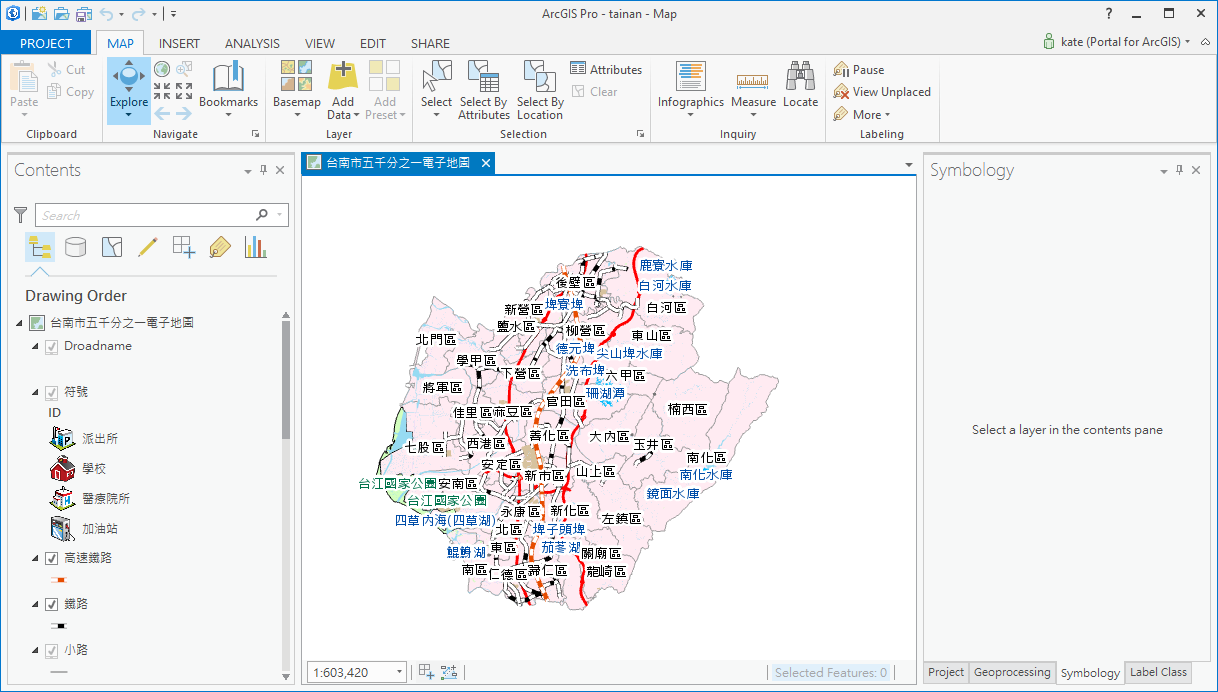 ArcGIS Pro - tainan - Map
PROJECT MAP INSERT ANALYSIS VIEW EDIT SHARE
kate (Portal for ArcGIS)
Paste
Cut
Copy
Clipboard
Explore
Bookmarks
Navigate
Basemap
Add Data
Add Preset
Layer
Select
Select By Attributes
Select By Location
Attributes
Clear
Selection
Infographics
Measure
Locate
Inquiry
Pause
View Unplaced
More
Labeling
Contents
Search
Drawing Order
台南市五千分之一電子地圖
Droadname
符號
ID
派出所
學校
醫療院所
加油站
高速鐵路
鐵路
小路
台南市五千分之一電子地圖
鹿寮水庫
後壁區
白河水庫
新營區
埤寮埤
白河區
鹽水區
柳營區
東山區
北門區
德元埤
尖山埤水庫
學甲區
下營區
洗布埤
六甲區
將軍區
珊湖潭
官田區
楠西區
佳里區
麻豆區
善化區
大內區
七股區
西港區
玉井區
安定區
南化區
山上區
新市區
南化水庫
台江國家公園
安南區
鏡面水庫
台江國家公園
永康區
新化區
四草內海(四草湖)
左鎮區
北區
埤子頭埤
鯤鯓湖
東區
茄苳湖
關廟區
南區
仁德區
歸仁區
龍崎區
1:603,420
Selected Features: 0
Symbology
Select a layer in the contents pane
Project Geoprocessing Symbology Label Class